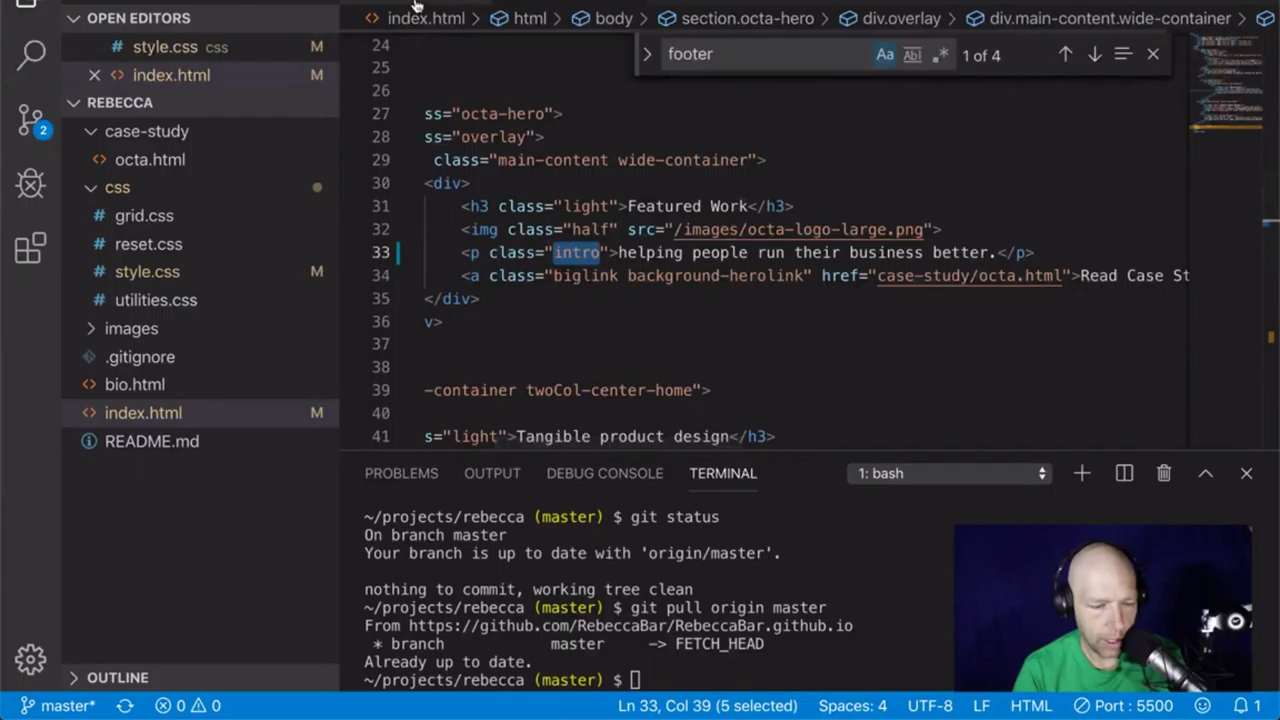 OPEN EDITORS
style.css css M
index.html M
REBECCA
case-study
octa.html
css
grid.css
reset.css
style.css M
utilities.css
images
.gitignore
bio.html
index.html M
README.md
OUTLINE
2
index.html > html > body > section.octa-hero > div.overlay > div.main-content.wide-container >
footer Aa Abl .* 1 of 4
24
25
26
27 ss="octa-hero">
28 ss="overlay">
29 class="main-content wide-container">
30 <div>
31 <h3 class="light">Featured Work</h3>
32 <img class="half" src="/images/octa-logo-large.png">
33 <p class="intro">helping people run their business better.</p>
34 <a class="biglink background-herolink" href="case-study/octa.html">Read Case St
35 </div>
36 v>
37
38
39 -container twoCol-center-home">
40
41 s="light">Tangible product design</h3>
PROBLEMS OUTPUT DEBUG CONSOLE TERMINAL 1: bash
~/projects/rebecca (master) $ git status
On branch master
Your branch is up to date with 'origin/master'.
nothing to commit, working tree clean
~/projects/rebecca (master) $ git pull origin master
From https://github.com/RebeccaBar/RebeccaBar.github.io
* branch master -> FETCH_HEAD
Already up to date.
~/projects/rebecca (master) $
master* 0 0 Ln 33, Col 39 (5 selected) Spaces: 4 UTF-8 LF HTML Port : 5500 1